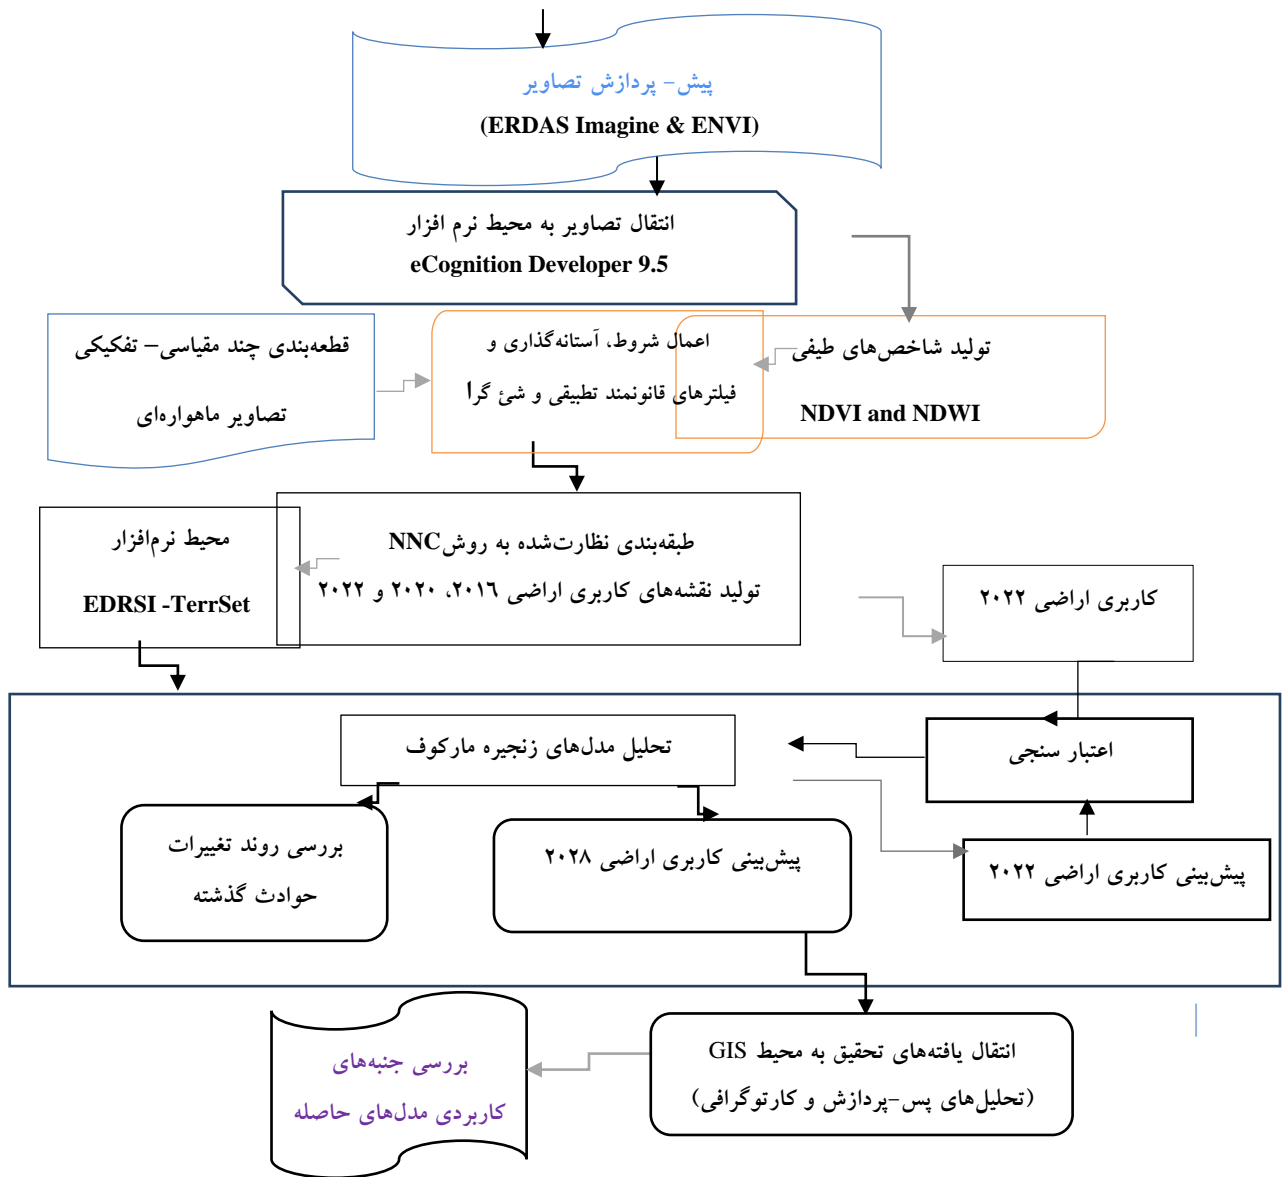 پیش- پردازش تصاویر
(ERDAS Imagine & ENVI)
انتقال تصاویر به محیط نرم افزار
eCognition Developer 9.5
تولید شاخص‌های طیفی
NDVI and NDWI
اعمال شروط، آستانه‌گذاری و
فیلترهای قانونمند تطبیقی و شئ گرا
قطعه‌بندی چند مقیاسی– تفکیکی
تصاویر ماهواره‌ای
طبقه‌بندی نظارت‌شده به روش NNC
تولید نقشه‌های کاربری اراضی ۲۰۱۶، ۲۰۲۰ و ۲۰۲۲
محیط نرم‌افزار
EDRSI -TerrSet
کاربری اراضی ۲۰۲۲
تحلیل مدل‌های زنجیره مارکوف
اعتبار سنجی
پیش‌بینی کاربری اراضی ۲۰۲۲
پیش‌بینی کاربری اراضی ۲۰۲۸
بررسی روند تغییرات
حوادث گذشته
انتقال یافته‌های تحقیق به محیط GIS
(تحلیل‌های پس-پردازش و کارتوگرافی)
بررسی جنبه‌های
کاربردی مدل‌های حاصله